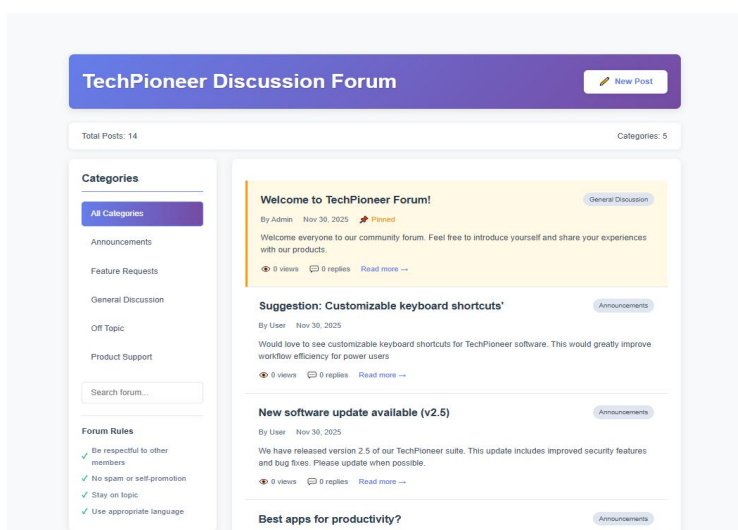 TechPioneer Discussion Forum
New Post
Total Posts: 14
Categories: 5
Categories
All Categories
Announcements
Feature Requests
General Discussion
Off Topic
Product Support
Search forum...
Forum Rules
✓ Be respectful to other
members
✓ No spam or self-promotion
✓ Stay on topic
✓ Use appropriate language
Welcome to TechPioneer Forum!
General Discussion
By Admin Nov 30, 2025 Pinned
Welcome everyone to our community forum. Feel free to introduce yourself and share your experiences
with our products.
0 views 0 replies Read more →
Suggestion: Customizable keyboard shortcuts'
Announcements
By User Nov 30, 2025
Would love to see customizable keyboard shortcuts for TechPioneer software. This would greatly improve
workflow efficiency for power users
0 views 0 replies Read more →
New software update available (v2.5)
Announcements
By User Nov 30, 2025
We have released version 2.5 of our TechPioneer suite. This update includes improved security features
and bug fixes. Please update when possible.
0 views 0 replies Read more →
Best apps for productivity?
Announcements